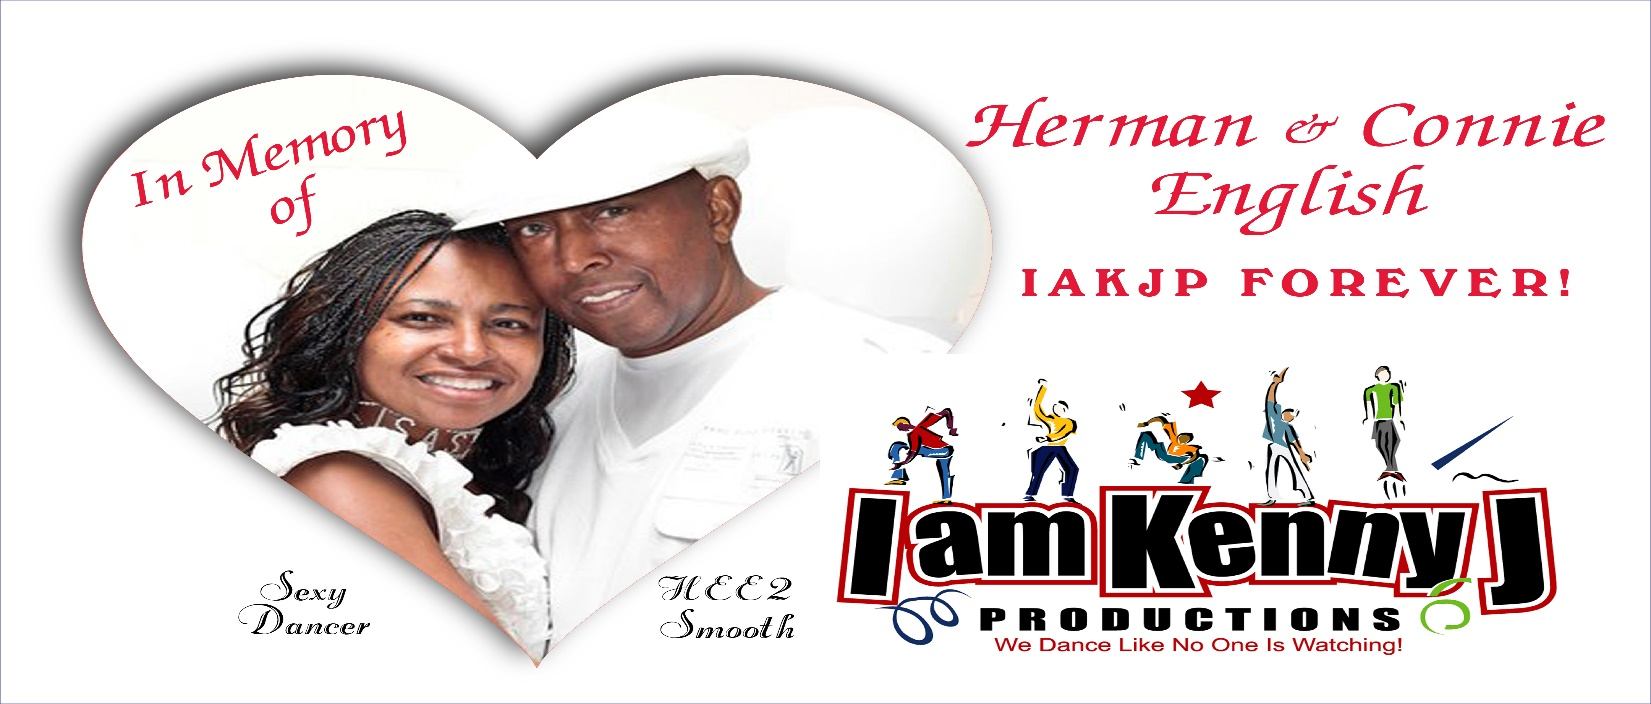 In Memory
of
Herman & Connie
English
IAKJP FOREVER!
Sexy
Dancer
HEE2
Smooth
I am Kenny J
PRODUCTIONS
We Dance Like No One Is Watching!